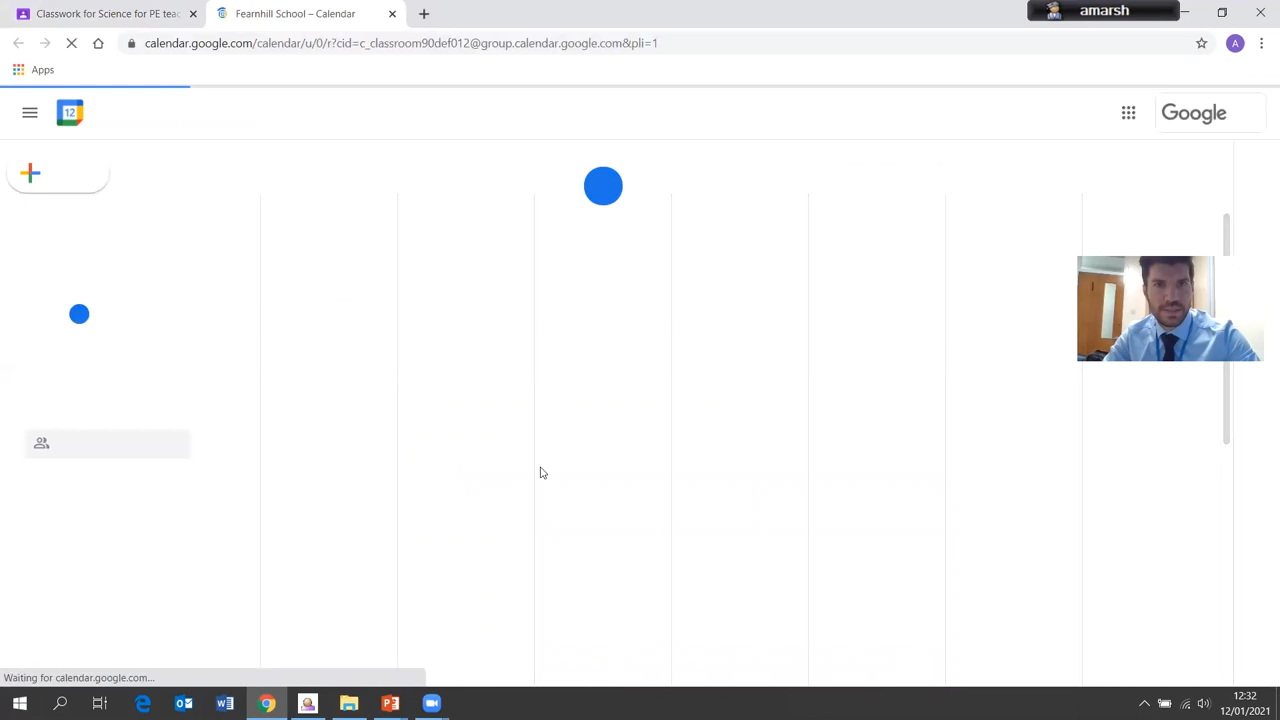 Classwork for Science for PE teac
Fearnhill School – Calendar
amarsh
calendar.google.com/calendar/u/0/r?cid=c_classroom90def012@group.calendar.google.com&pli=1
A
Apps
12
Google
Waiting for calendar.google.com...
12:32
12/01/2021